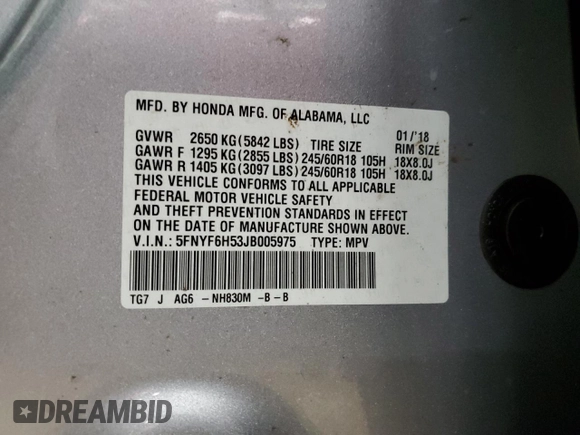 MFD. BY HONDA MFG. OF ALABAMA, LLC
GVWR 2650 KG(5842 LBS) TIRE SIZE 01/'18 RIM SIZE
GAWR F 1295 KG(2855 LBS)245/60R18 105H 18X8.0J
GAWR R 1405 KG(3097 LBS)245/60R18 105H 18X8.0J
THIS VEHICLE CONFORMS TO ALL APPLICABLE
FEDERAL MOTOR VEHICLE SAFETY
AND THEFT PREVENTION STANDARDS IN EFFECT
ON THE DATE OF MANUFACTURE SHOWN ABOVE.
V.I.N.: 5FNYF6H53JB005975 TYPE: MPV
TG7 J AG6 -NH830M -B-B
DREAMBID